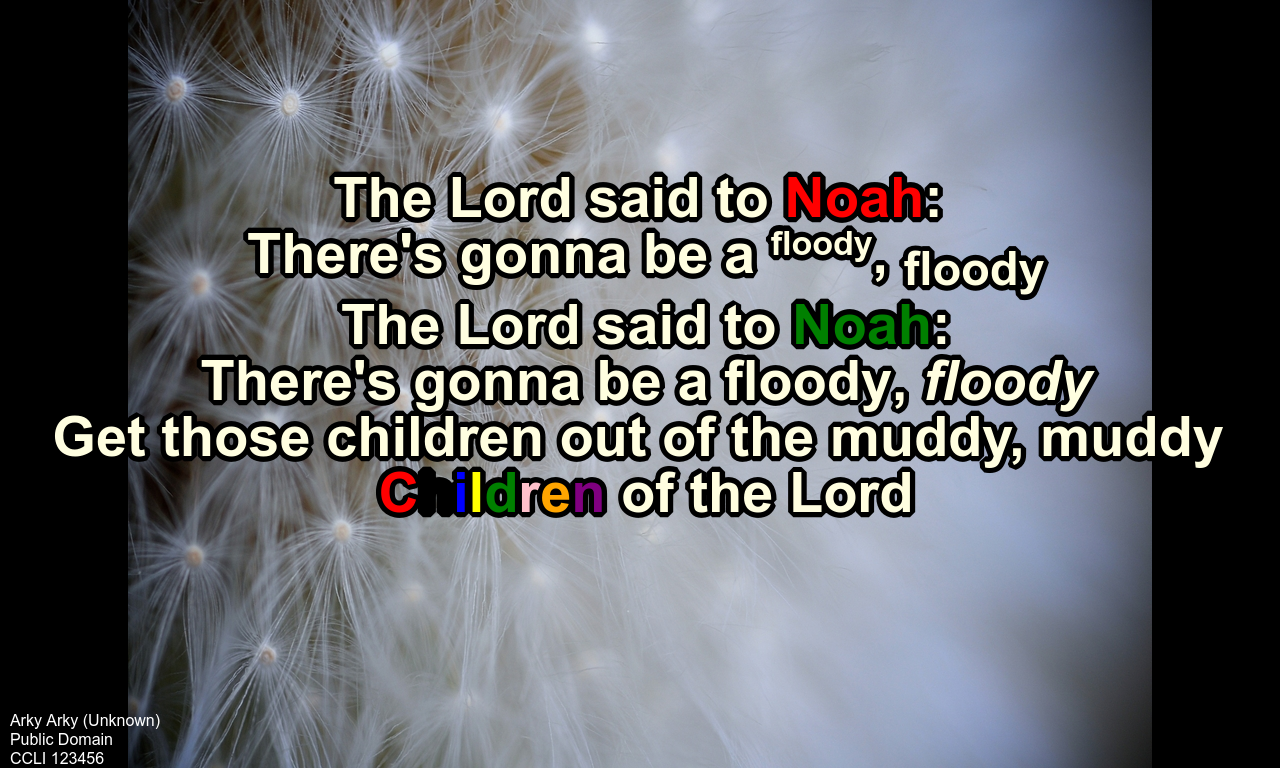 The Lord said to Noah:
There's gonna be a floody, floody
The Lord said to Noah:
There's gonna be a floody, floody
Get those children out of the muddy, muddy
Children of the Lord
Arky Arky (Unknown)
Public Domain
CCLI 123456